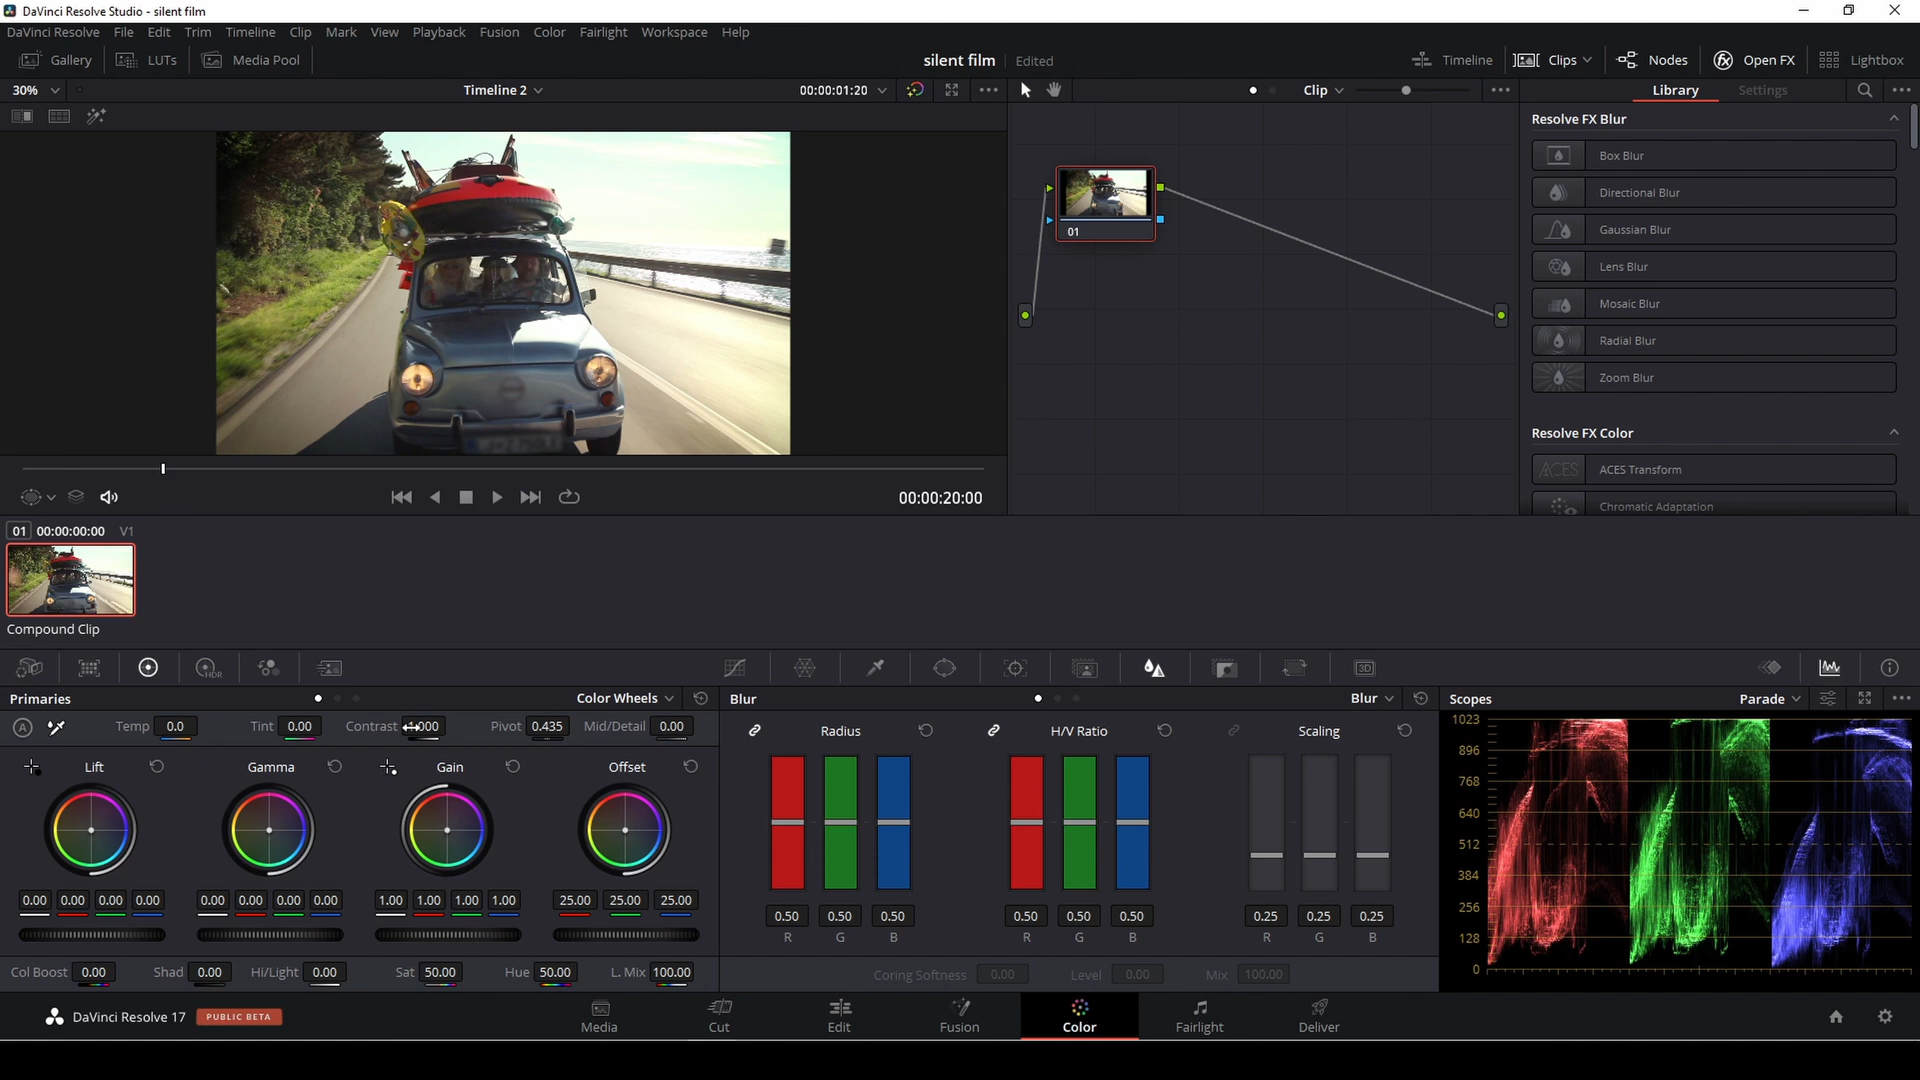 DaVinci Resolve Studio - silent film
DaVinci Resolve File Edit Trim Timeline Clip Mark View Playback Fusion Color Fairlight Workspace Help
Gallery LUTs Media Pool silent film Edited Timeline Clips Nodes Open FX Lightbox
30% Timeline 2 00:00:01:20 Clip Library Settings
Resolve FX Blur
Box Blur
Directional Blur
Gaussian Blur
Lens Blur
Mosaic Blur
Radial Blur
Zoom Blur
Resolve FX Color
ACES ACES Transform
Chromatic Adaptation
01
00:00:20:00
01 00:00:00:00 V1
Compound Clip
HDR 3D
Primaries Color Wheels Blur Blur Scopes Parade
A Temp 0.0 Tint 0.00 Contrast 1.000 Pivot 0.435 Mid/Detail 0.00
Lift Gamma Gain Offset
0.00 0.00 0.00 0.00 0.00 0.00 0.00 0.00 1.00 1.00 1.00 1.00 25.00 25.00 25.00
Col Boost 0.00 Shad 0.00 Hi/Light 0.00 Sat 50.00 Hue 50.00 L. Mix 100.00
Radius H/V Ratio Scaling
0.50 0.50 0.50 0.50 0.50 0.50 0.25 0.25 0.25
R G B R G B R G B
Coring Softness 0.00 Level 0.00 Mix 100.00
1023
896
768
640
512
384
256
128
0
DaVinci Resolve 17 PUBLIC BETA
Media Cut Edit Fusion Color Fairlight Deliver